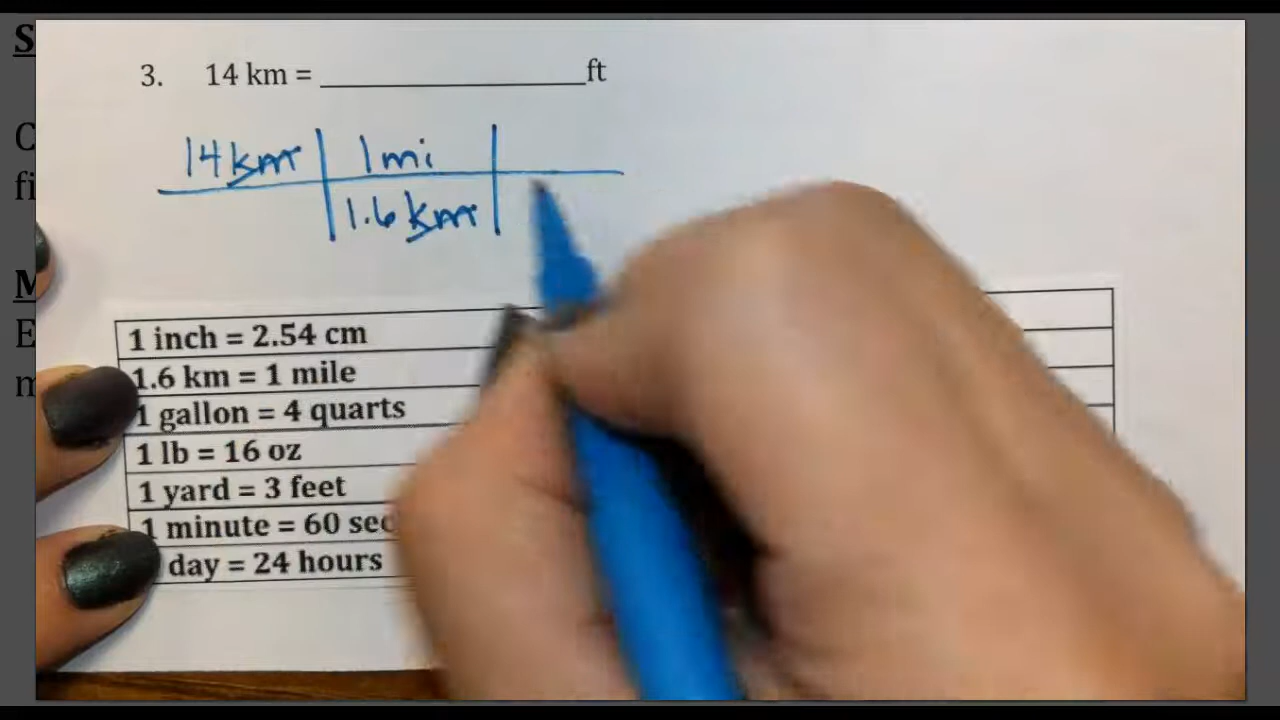 3. 14 km = ______________ft
14 km 1 mi
1.6 km
1 inch = 2.54 cm
1.6 km = 1 mile
1 gallon = 4 quarts
1 lb = 16 oz
1 yard = 3 feet
1 minute = 60 sec
day = 24 hours